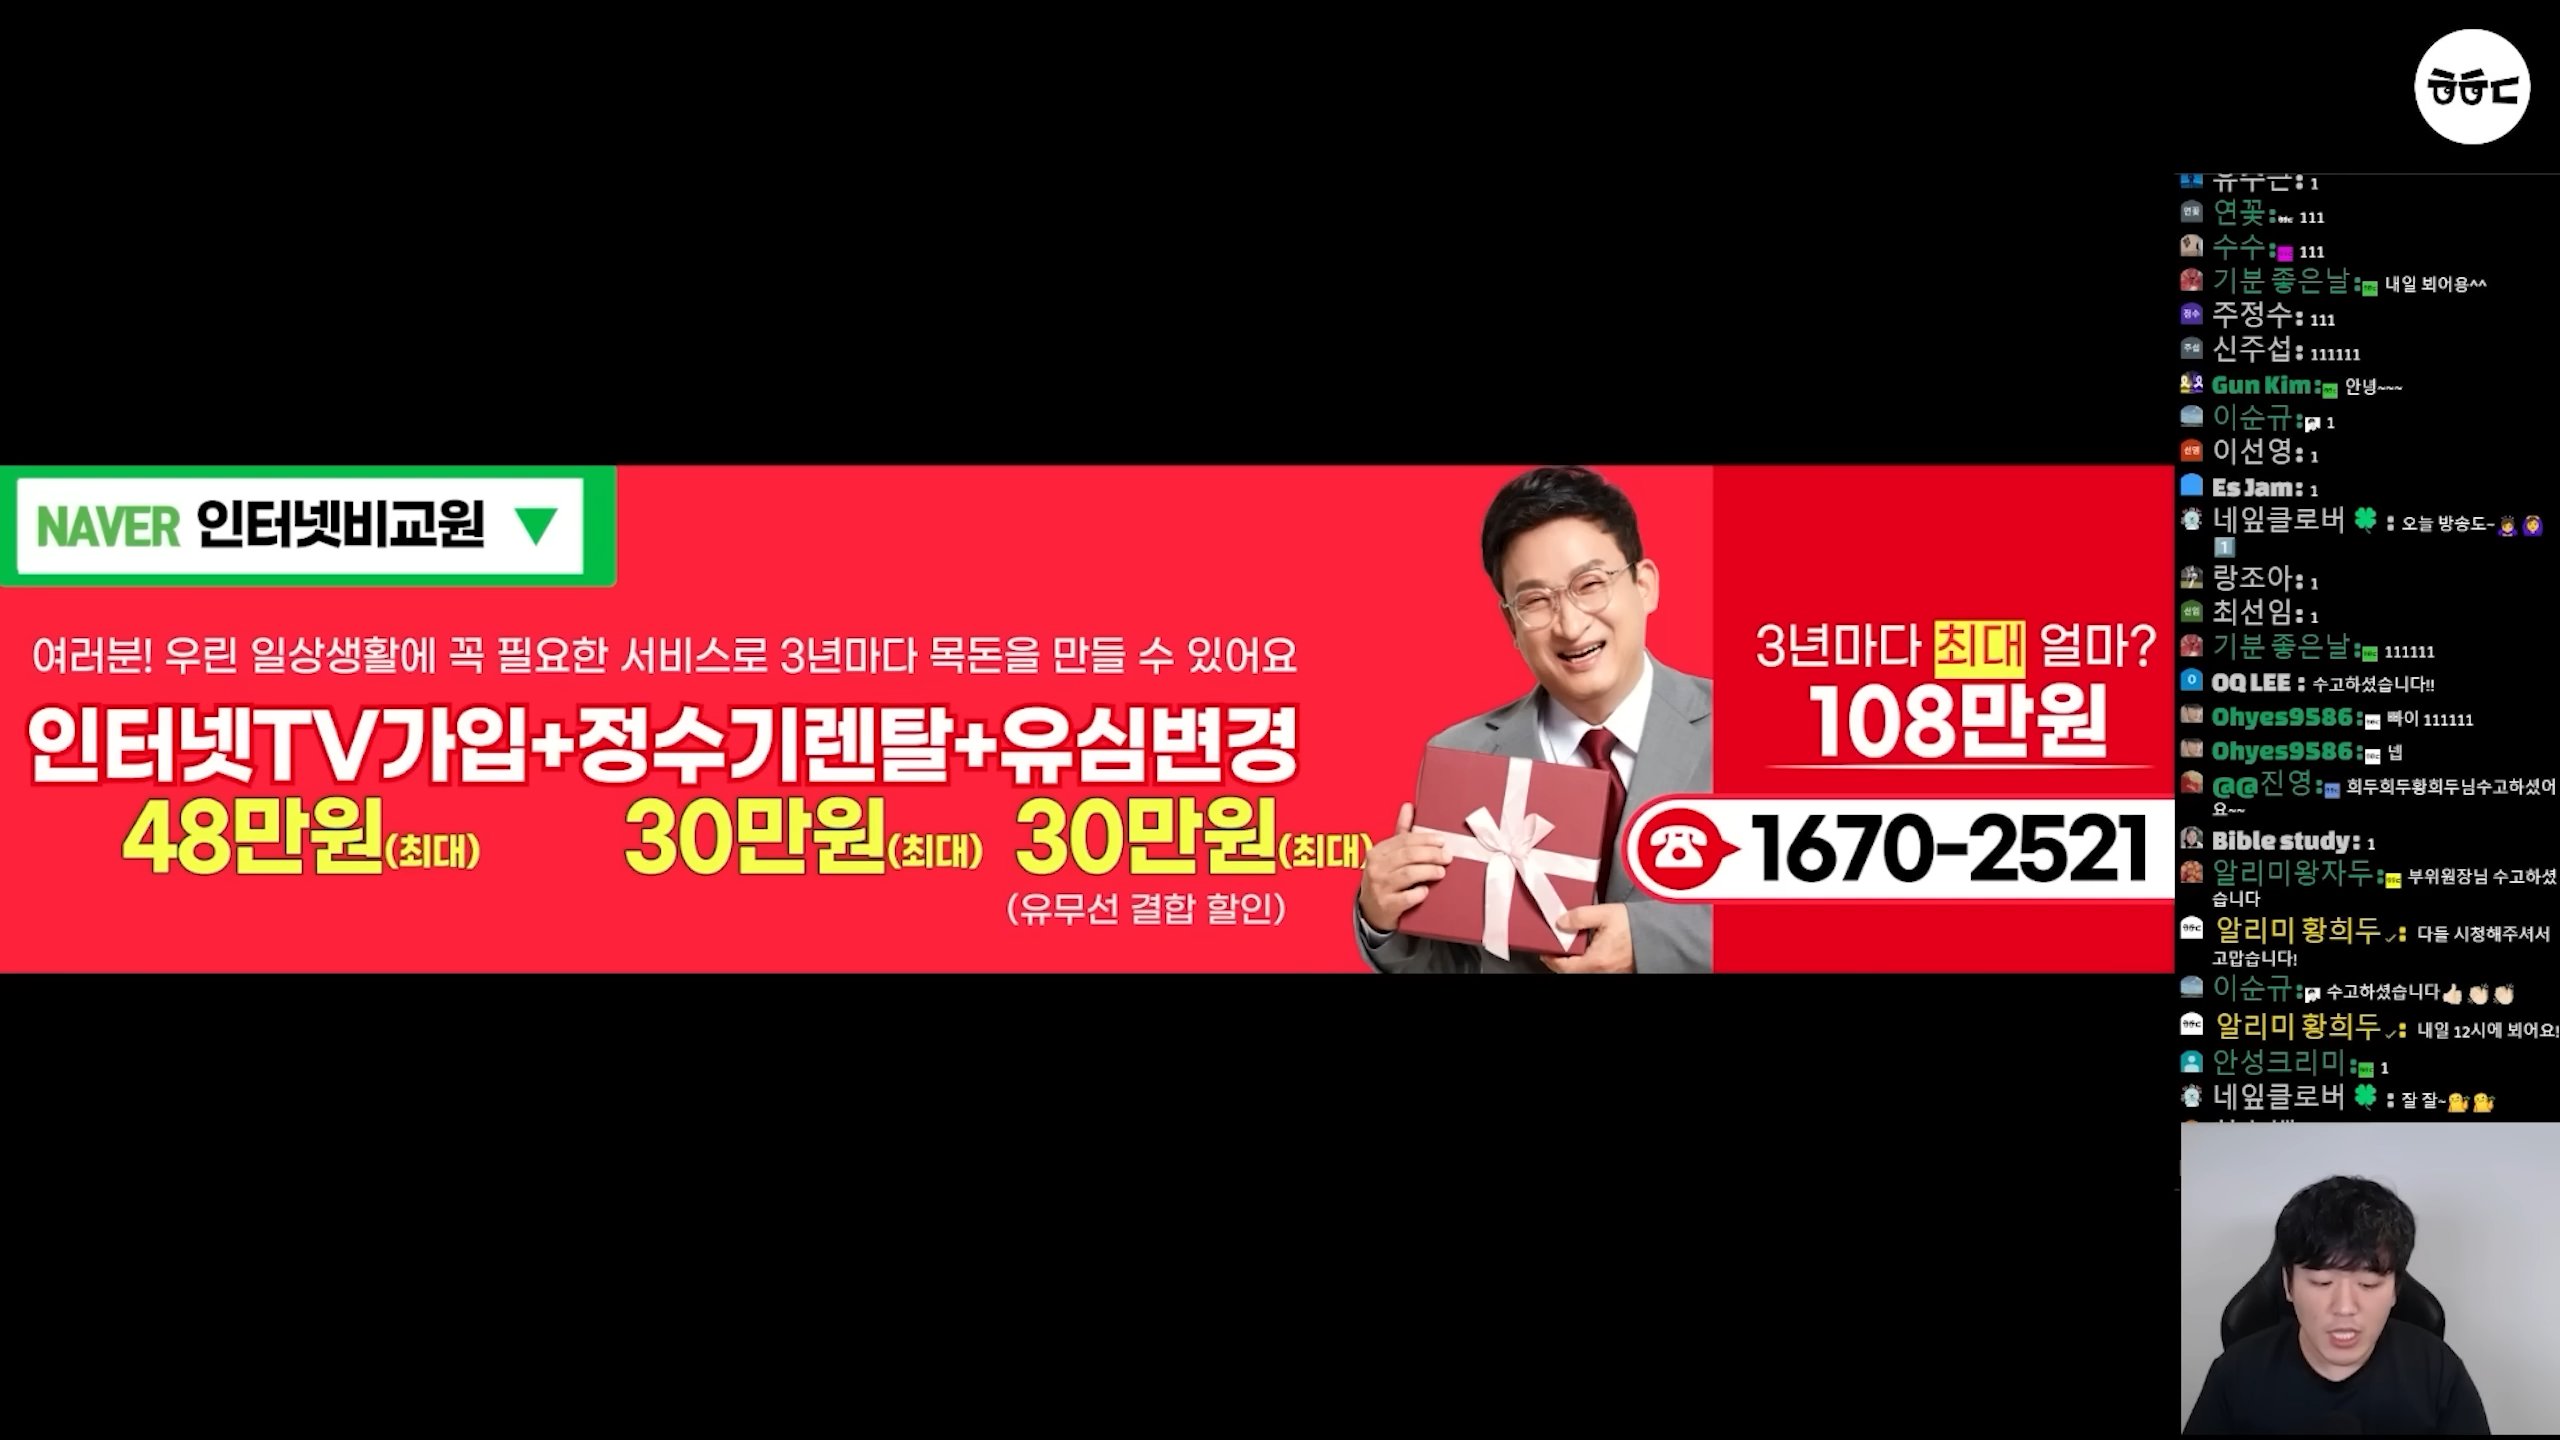 ㅎㅎㄷ
NAVER 인터넷비교원 ▼
여러분! 우린 일상생활에 꼭 필요한 서비스로 3년마다 목돈을 만들 수 있어요
인터넷TV가입+정수기렌탈+유심변경
48만원(최대) 30만원(최대) 30만원(최대)
(유무선 결합 할인)
3년마다 최대 얼마?
108만원
1670-2521
유수근: 1
연꽃: 111
수수: 111
기분 좋은날: 내일 뵈어용^^
주정수: 111
신주섭: 111111
Gun Kim: 안녕~~~
이순규: 1
이선영: 1
Es Jam: 1
네잎클로버 🍀 : 오늘 방송도~🙇‍♀️🙆‍♀️
1️⃣
랑조아: 1
최선임: 1
기분 좋은날: 111111
OQ LEE : 수고하셨습니다!!
Ohyes9586: 빠이 111111
Ohyes9586: 넵
@@진영: 희두희두황희두님수고하셨어
요~~
Bible study: 1
알리미왕자두: 부위원장님 수고하셨
습니다
알리미 황희두✓: 다들 시청해주셔서
고맙습니다!
이순규: 수고하셨습니다👍🏻👏🏻👏🏻
알리미 황희두✓: 내일 12시에 뵈어요!
안성크리미: 1
네잎클로버 🍀 : 잘 잘~